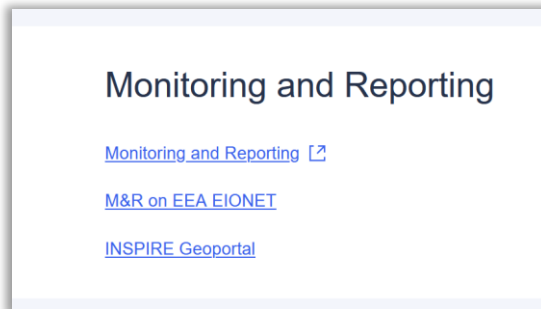 Monitoring and Reporting
Monitoring and Reporting
M&R on EEA EIONET
INSPIRE Geoportal